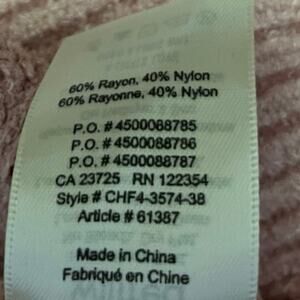 60% Rayon, 40% Nylon
60% Rayonne, 40% Nylon
P.O. # 4500088785
P.O. # 4500088786
P.O. # 4500088787
CA 23725 RN 122354
Style # CHF4-3574-38
Article # 61387
Made in China
Fabriqué en Chine